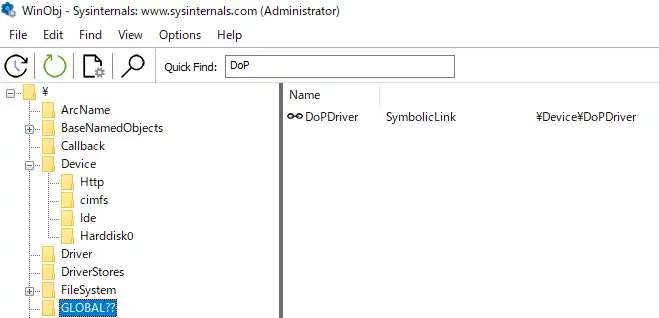 WinObj - Sysinternals: www.sysinternals.com (Administrator)
File Edit Find View Options Help
Quick Find: DoP
¥
ArcName
BaseNamedObjects
Callback
Device
Http
cimfs
Ide
Harddisk0
Driver
DriverStores
FileSystem
GLOBAL??
Name
DoPDriver SymbolicLink ¥Device¥DoPDriver